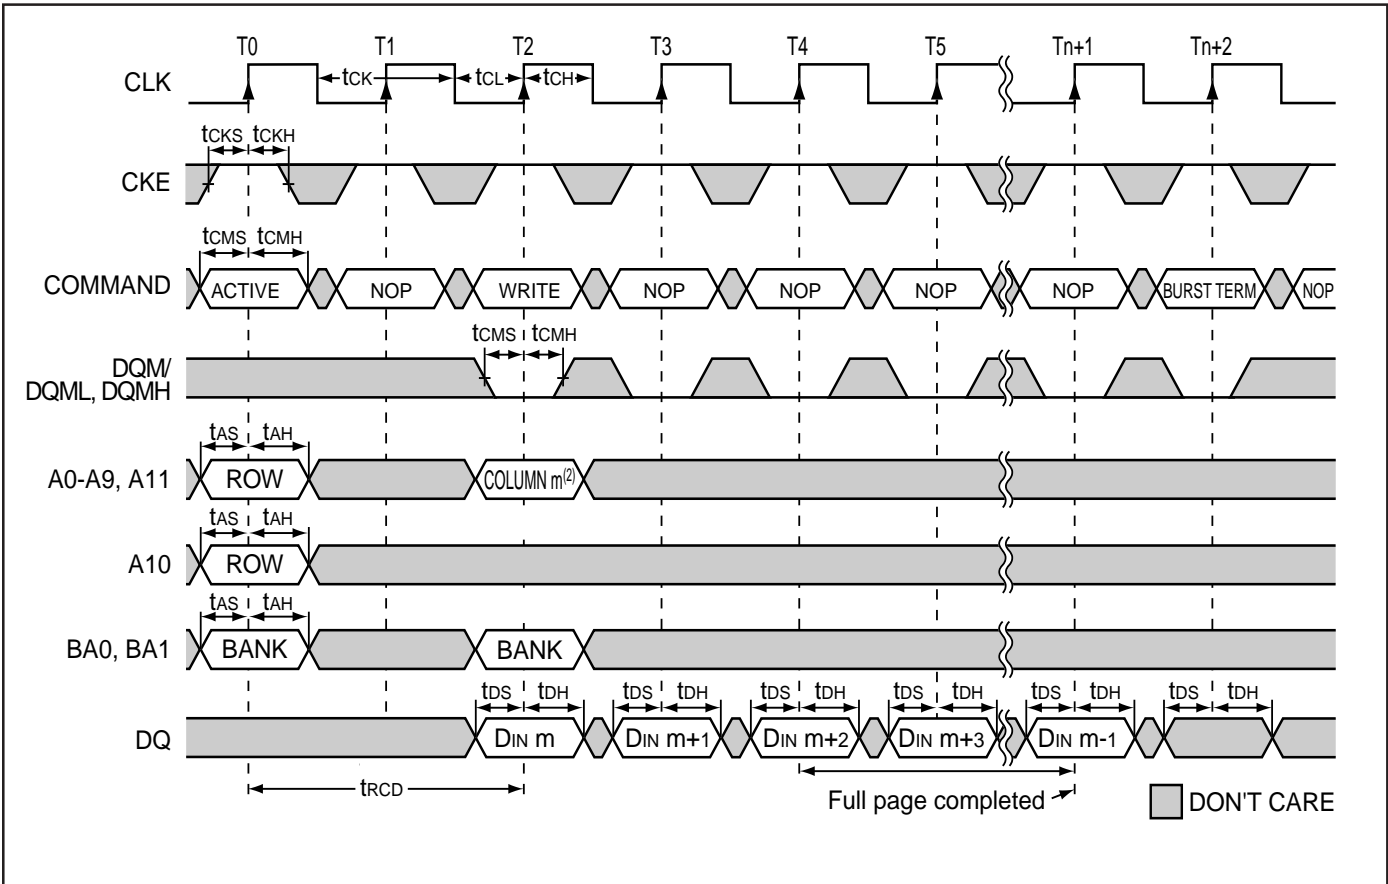 T0 T1 T2 T3 T4 T5 Tn+1 Tn+2
CLK tCK tCL tCH
tCKS tCKH
CKE
tCMS tCMH
COMMAND ACTIVE NOP WRITE NOP NOP NOP NOP BURST TERM NOP
tCMS tCMH
DQM/
DQML, DQMH
tAS tAH
A0-A9, A11 ROW COLUMN m(2)
tAS tAH
A10 ROW
tAS tAH
BA0, BA1 BANK BANK
tDS tDH tDS tDH tDS tDH tDS tDH tDS tDH tDS tDH
DQ DIN m DIN m+1 DIN m+2 DIN m+3 DIN m-1
tRCD
Full page completed
DON'T CARE